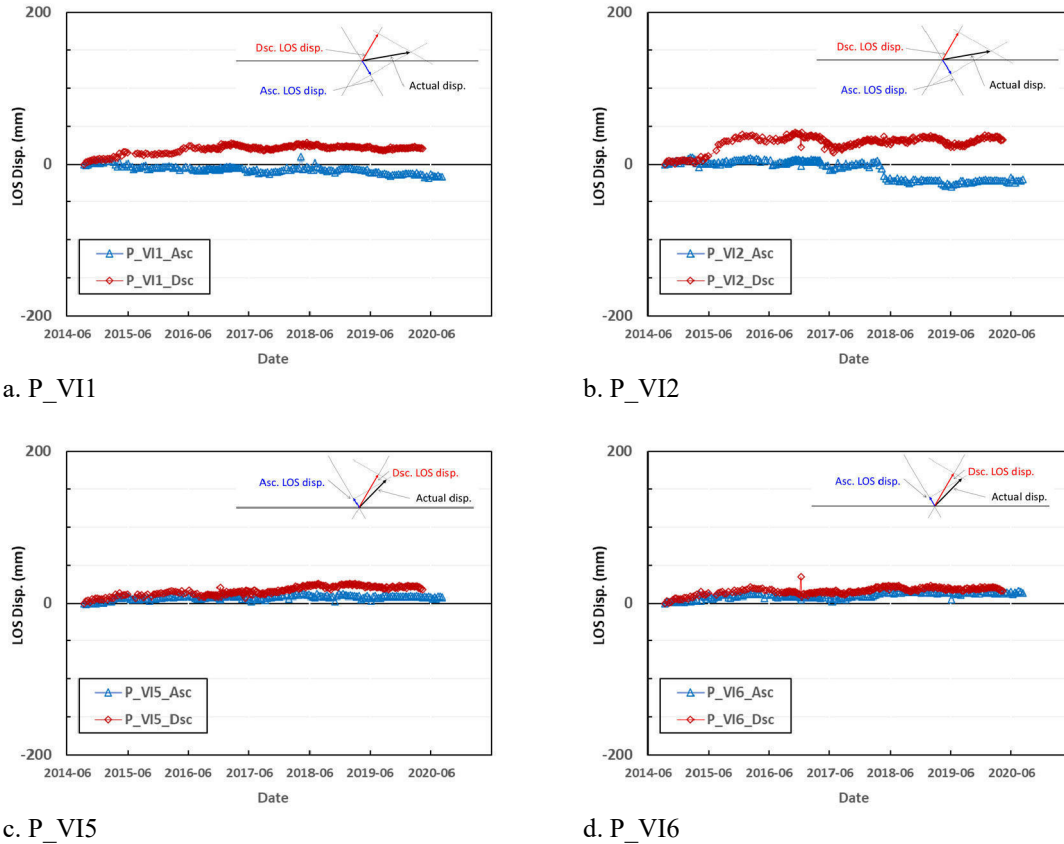 200
0
-200
LOS Disp. (mm)
Dsc. LOS disp.
Asc. LOS disp.
Actual disp.
P_VI1_Asc
P_VI1_Dsc
2014-06 2015-06 2016-06 2017-06 2018-06 2019-06 2020-06
Date
a. P_VI1
200
0
-200
LOS Disp. (mm)
Dsc. LOS disp.
Asc. LOS disp.
Actual disp.
P_VI2_Asc
P_VI2_Dsc
2014-06 2015-06 2016-06 2017-06 2018-06 2019-06 2020-06
Date
b. P_VI2
200
0
-200
LOS Disp. (mm)
Asc. LOS disp.
Dsc. LOS disp.
Actual disp.
P_VI5_Asc
P_VI5_Dsc
2014-06 2015-06 2016-06 2017-06 2018-06 2019-06 2020-06
Date
c. P_VI5
200
0
-200
LOS Disp. (mm)
Asc. LOS disp.
Dsc. LOS disp.
Actual disp.
P_VI6_Asc
P_VI6_Dsc
2014-06 2015-06 2016-06 2017-06 2018-06 2019-06 2020-06
Date
d. P_VI6